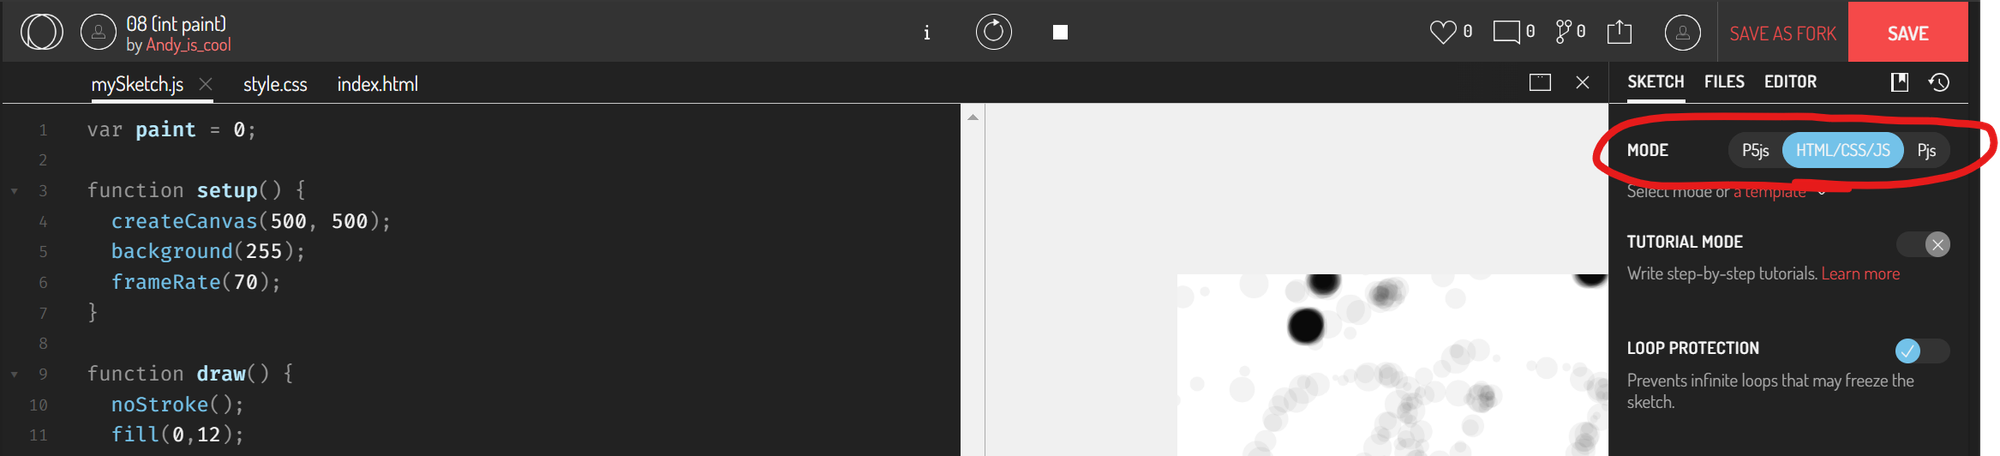 08 (int paint)
by Andy_is_cool
i
0
0
0
SAVE AS FORK
SAVE
mySketch.js
style.css
index.html
SKETCH
FILES
EDITOR
1 var paint = 0;
2
3 function setup() {
4 createCanvas(500, 500);
5 background(255);
6 frameRate(70);
7 }
8
9 function draw() {
10 noStroke();
11 fill(0,12);
MODE
P5js
HTML/CSS/JS
Pjs
Select mode or a template
TUTORIAL MODE
Write step-by-step tutorials. Learn more
LOOP PROTECTION
Prevents infinite loops that may freeze the
sketch.